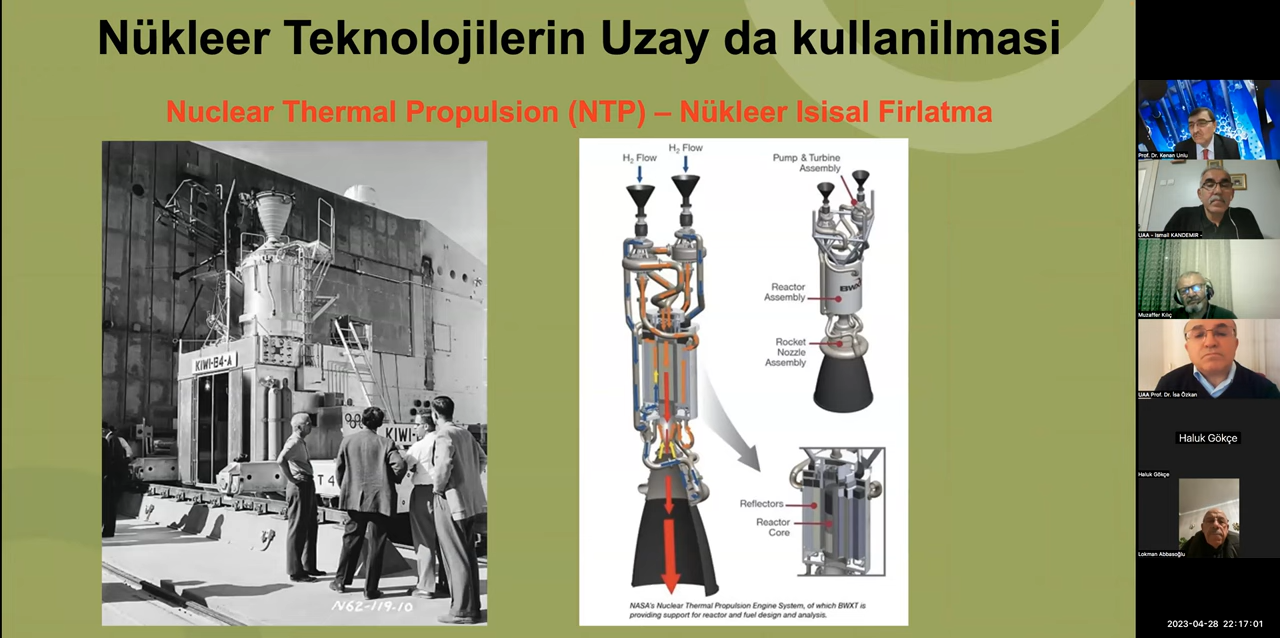 Nükleer Teknolojilerin Uzay da kullanilmasi
Nuclear Thermal Propulsion (NTP) – Nükleer Isisal Firlatma
KIWI-B4-A
KIWI-
T 4
N62-119-10
H2 Flow
H2 Flow
Pump & Turbine
Assembly
Reactor
Assembly
BWX
Rocket
Nozzle
Assembly
Reflectors
Reactor
Core
NASA's Nuclear Thermal Propulsion Engine System, of which BWXT is
providing support for reactor and fuel design and analysis.
Prof. Dr. Kenan Unlu
UAA - Ismail KANDEMIR -
Muzaffer Kılıç
UAA Prof. Dr. İsa Özkan
Haluk Gökçe
Haluk Gökçe
Lokman Abbasoğlu
2023-04-28 22:17:01